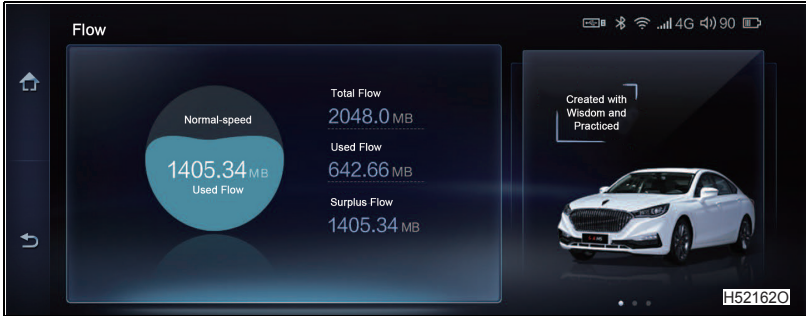 Flow
4G
90
Normal-speed
1405.34 MB
Used Flow
Total Flow
2048.0 MB
Used Flow
642.66 MB
Surplus Flow
1405.34 MB
Created with
Wisdom and
Practiced
H52162O